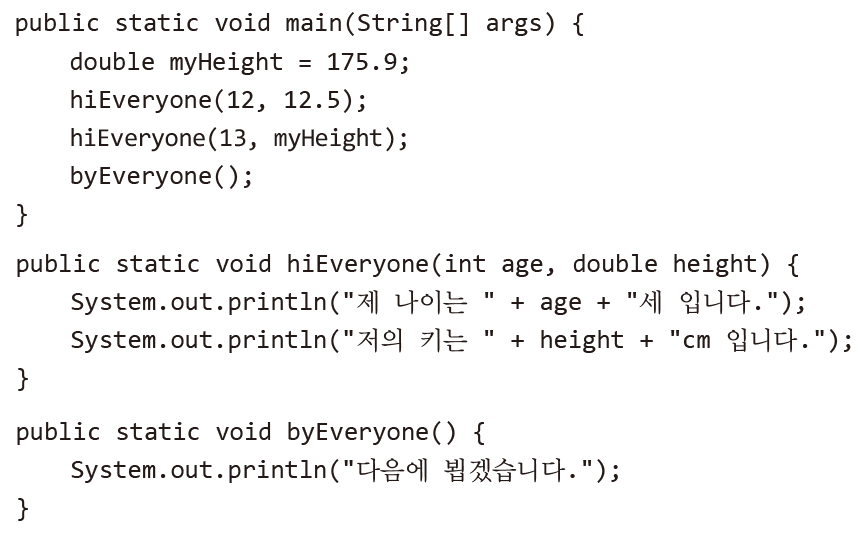 public static void main(String[] args) {
    double myHeight = 175.9;
    hiEveryone(12, 12.5);
    hiEveryone(13, myHeight);
    byEveryone();
}
public static void hiEveryone(int age, double height) {
    System.out.println("제 나이는 " + age + "세 입니다.");
    System.out.println("저의 키는 " + height + "cm 입니다.");
}
public static void byEveryone() {
    System.out.println("다음에 뵙겠습니다.");
}